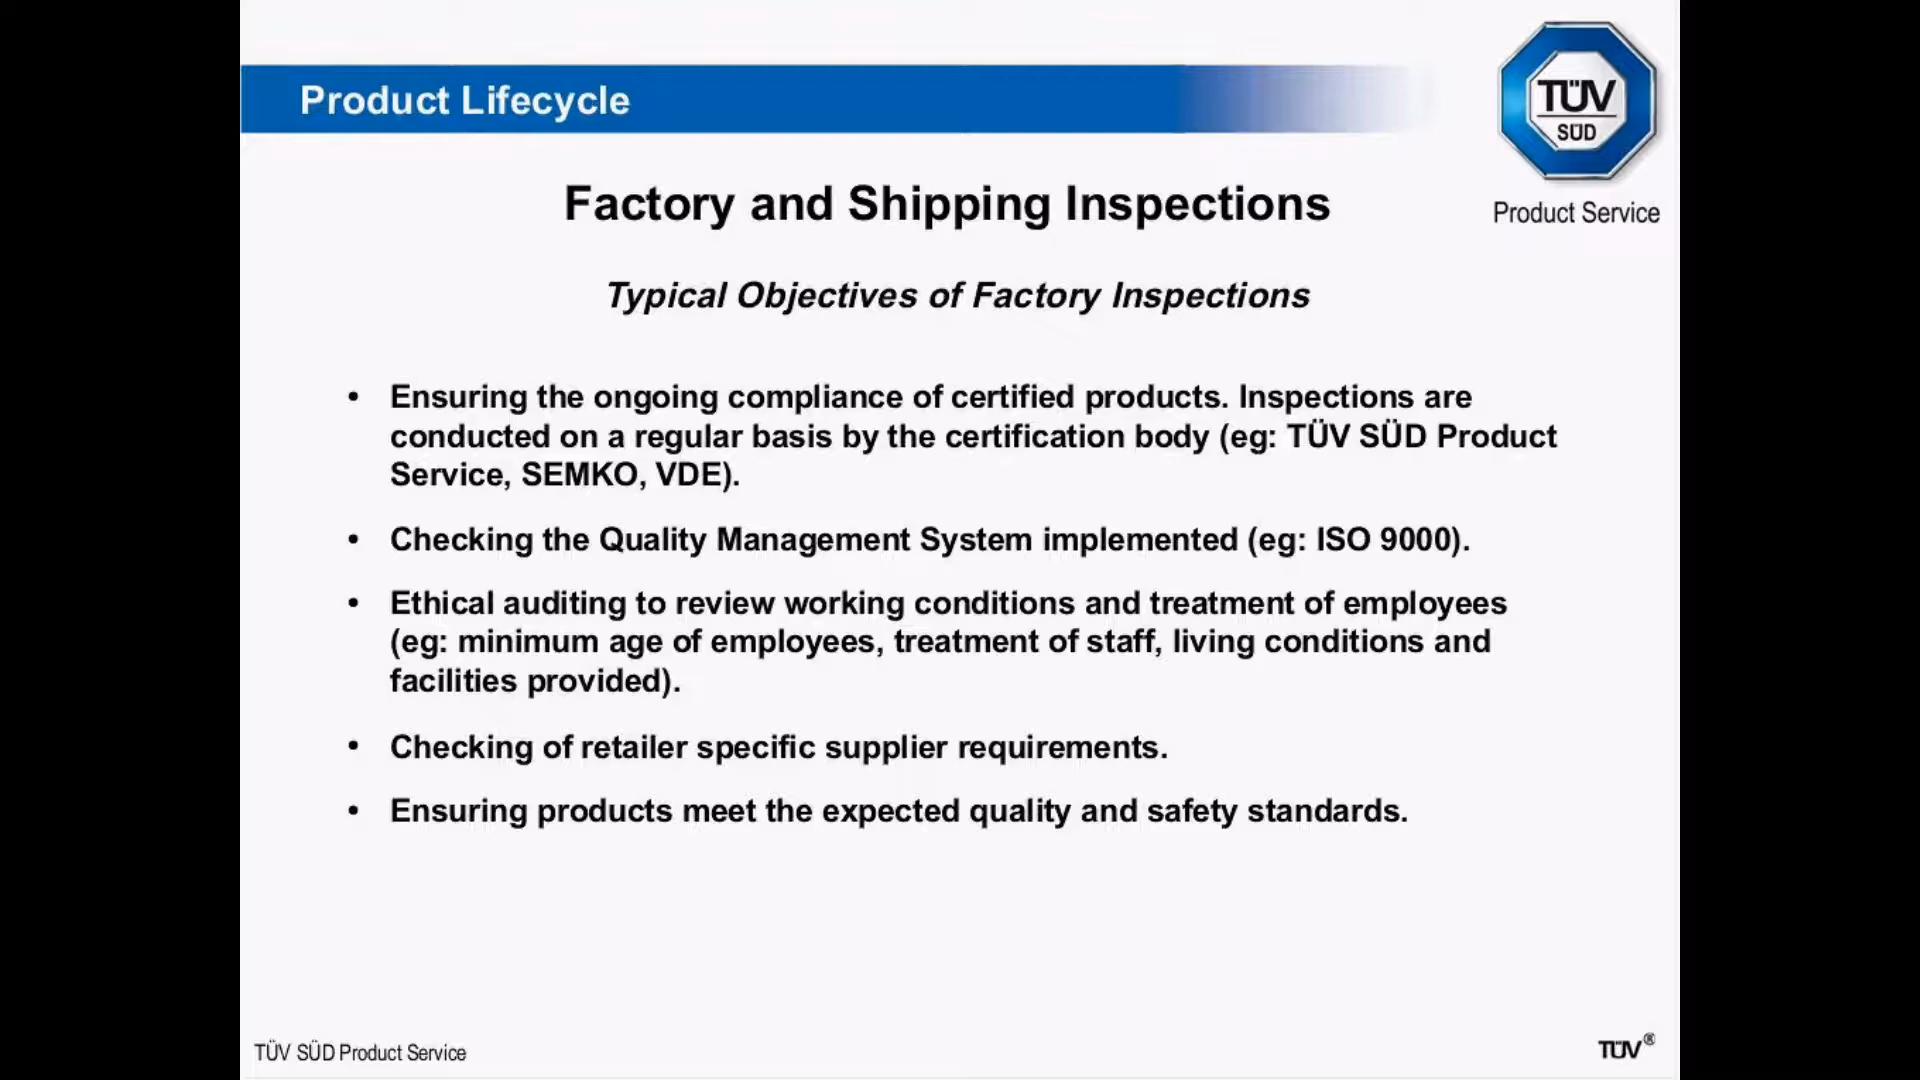 Product Lifecycle
TÜV
SÜD
Product Service
Factory and Shipping Inspections
Typical Objectives of Factory Inspections
• Ensuring the ongoing compliance of certified products. Inspections are
conducted on a regular basis by the certification body (eg: TÜV SÜD Product
Service, SEMKO, VDE).
• Checking the Quality Management System implemented (eg: ISO 9000).
• Ethical auditing to review working conditions and treatment of employees
(eg: minimum age of employees, treatment of staff, living conditions and
facilities provided).
• Checking of retailer specific supplier requirements.
• Ensuring products meet the expected quality and safety standards.
TÜV SÜD Product Service
TÜV®